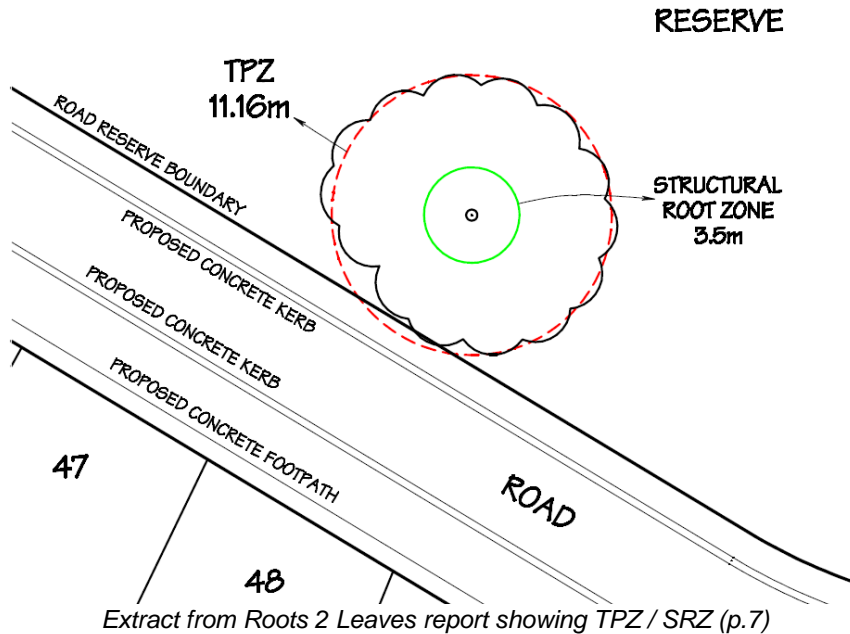 RESERVE
TPZ
11.16m
ROAD RESERVE BOUNDARY
STRUCTURAL
ROOT ZONE
3.5m
PROPOSED CONCRETE KERB
PROPOSED CONCRETE KERB
PROPOSED CONCRETE FOOTPATH
47
ROAD
48
Extract from Roots 2 Leaves report showing TPZ / SRZ (p.7)